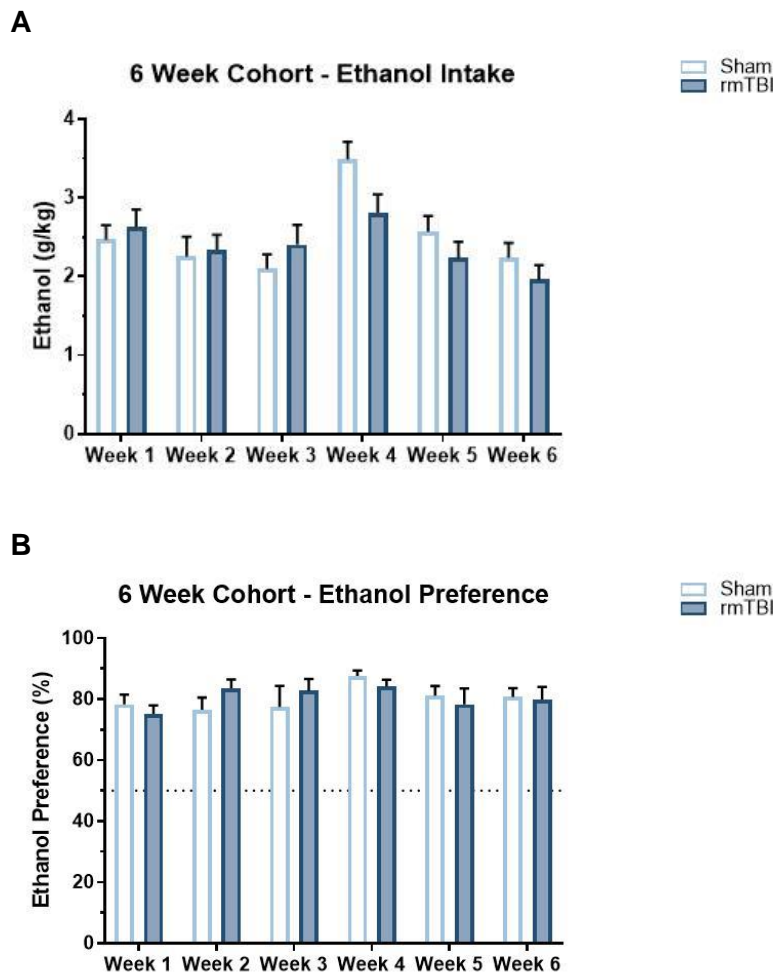 A
6 Week Cohort - Ethanol Intake
Sham
rmTBI
Ethanol (g/kg)
4
3
2
1
0
Week 1 Week 2 Week 3 Week 4 Week 5 Week 6
B
6 Week Cohort - Ethanol Preference
Sham
rmTBI
Ethanol Preference (%)
100
80
60
40
20
0
Week 1 Week 2 Week 3 Week 4 Week 5 Week 6